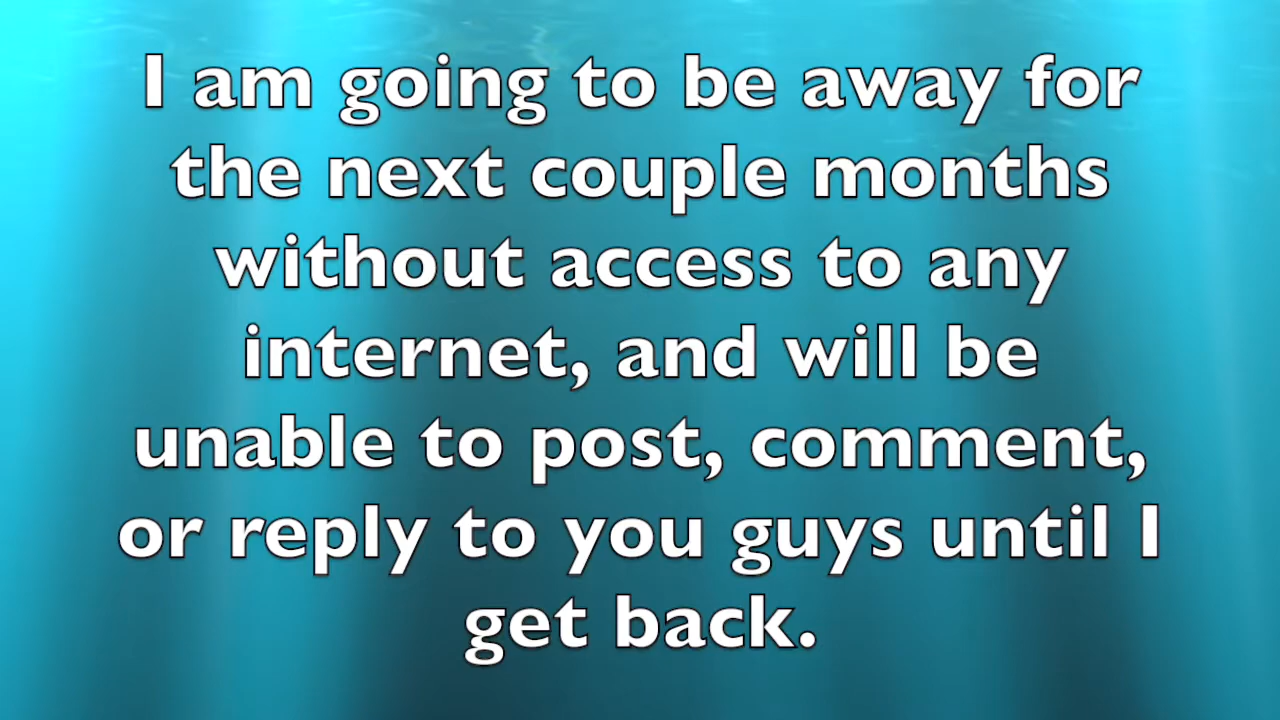 I am going to be away for
the next couple months
without access to any
internet, and will be
unable to post, comment,
or reply to you guys until I
get back.